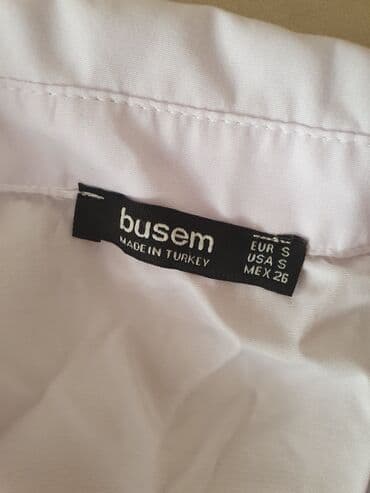 busem
MADE IN TURKEY
EUR S
USA S
MEX 26